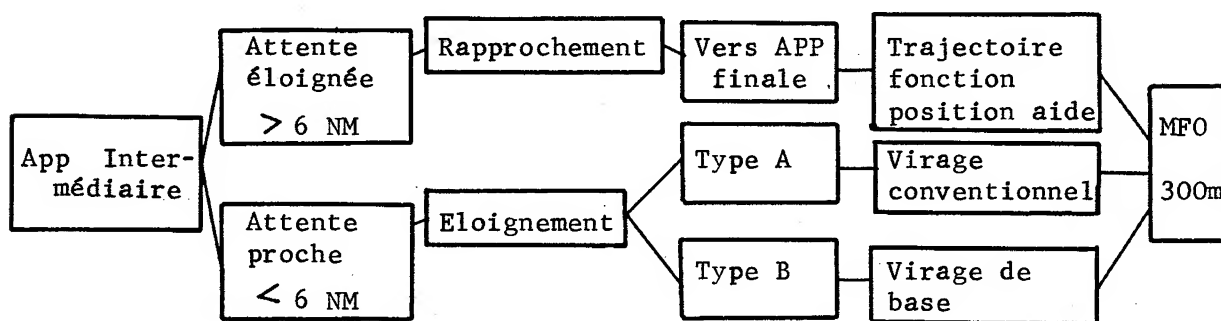 App Inter-
médiaire
Attente
éloignée
> 6 NM
Rapprochement
Vers APP
finale
Trajectoire
fonction
position aide
Attente
proche
< 6 NM
Eloignement
Type A
Virage
conventionnel
Type B
Virage de
base
MFO
300m